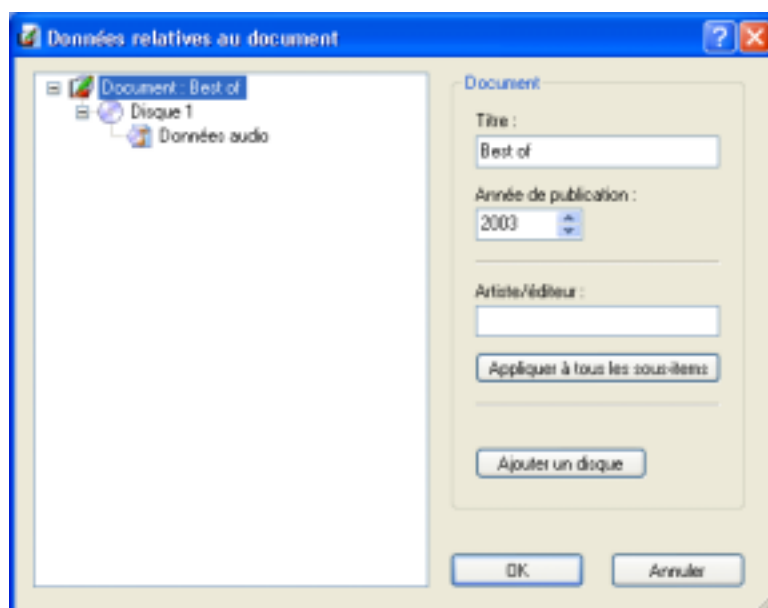 Données relatives au document
Document : Best of
Disque 1
Données audio
Document
Titre :
Best of
Année de publication :
2003
Artiste/éditeur :
Appliquer à tous les sous-items
Ajouter un disque
OK
Annuler